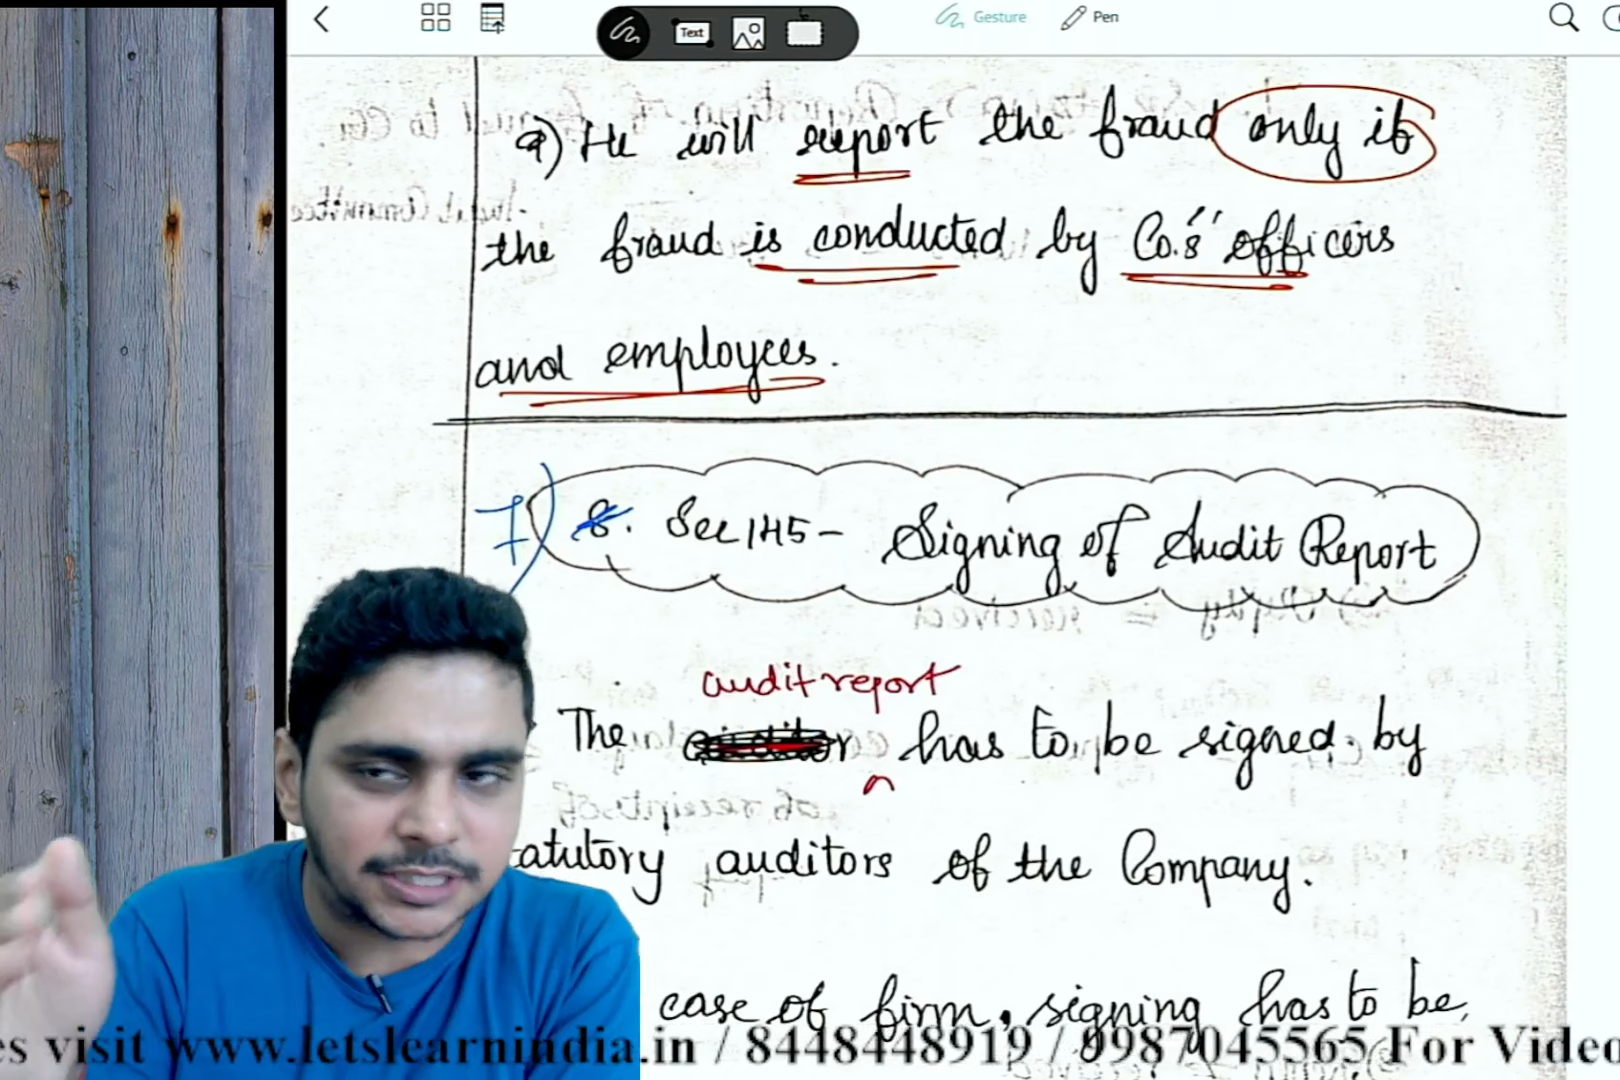 Text
Gesture
Pen
a) He will report the fraud only if
the fraud is conducted by Co.'s' officers
and employees.
7) 8. Sec 145 - Signing of Audit Report
audit report
The has to be signed by
statutory auditors of the Company.
case of firm, signing has to be,
es visit www.letslearnindia.in / 8448448919 / 9987045565 For Video